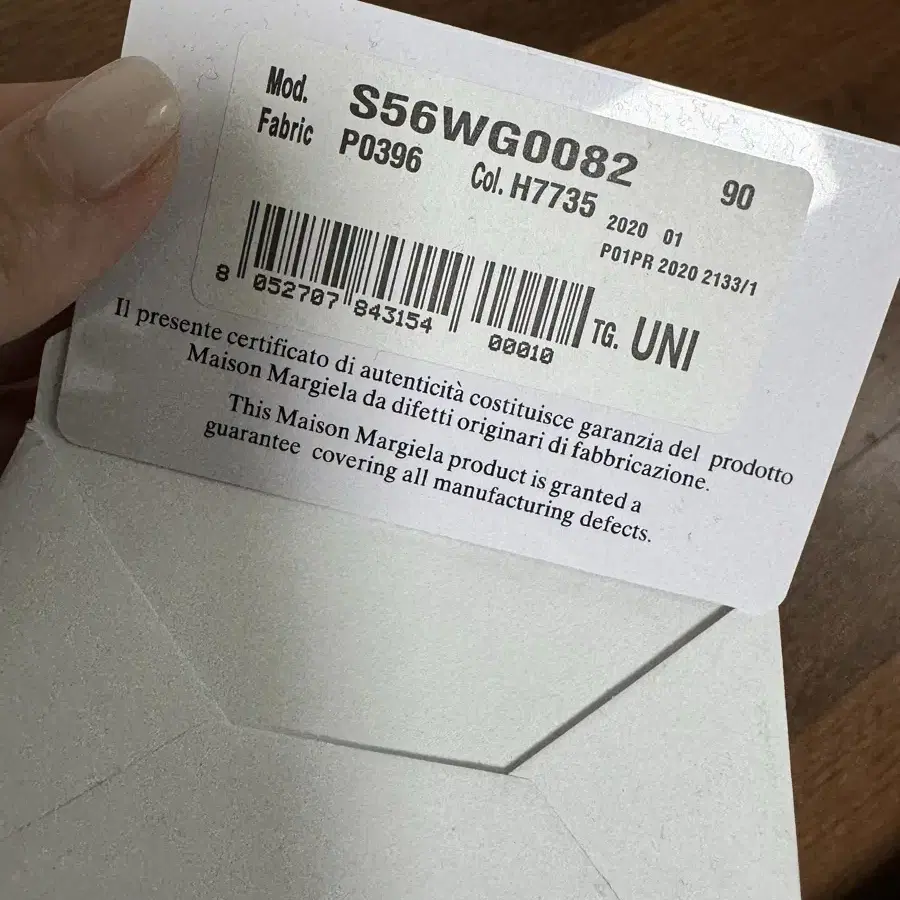 Mod. S56WG0082 90
Fabric P0396 Col. H7735 2020 01
P01PR 2020 2133/1
8 052707 843154 00010 TG. UNI
Il presente certificato di autenticità costituisce garanzia del prodotto
Maison Margiela da difetti originari di fabbricazione.
This Maison Margiela product is granted a
guarantee covering all manufacturing defects.